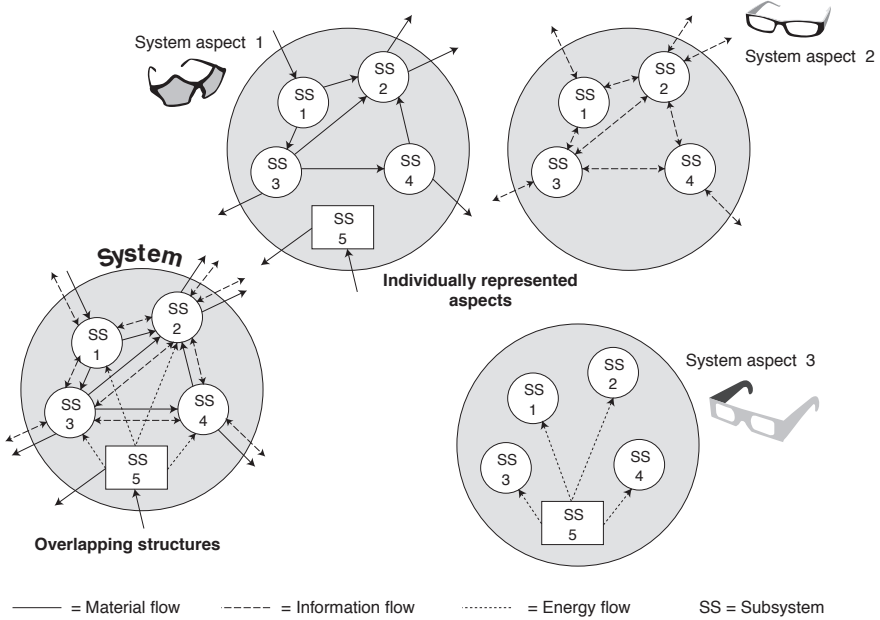 System aspect 1
SS
1
SS
2
SS
3
SS
4
SS
5
System aspect 2
SS
1
SS
2
SS
3
SS
4
Individually represented
aspects
System
SS
1
SS
2
SS
3
SS
4
SS
5
Overlapping structures
System aspect 3
SS
1
SS
2
SS
3
SS
4
SS
5
= Material flow = Information flow = Energy flow SS = Subsystem